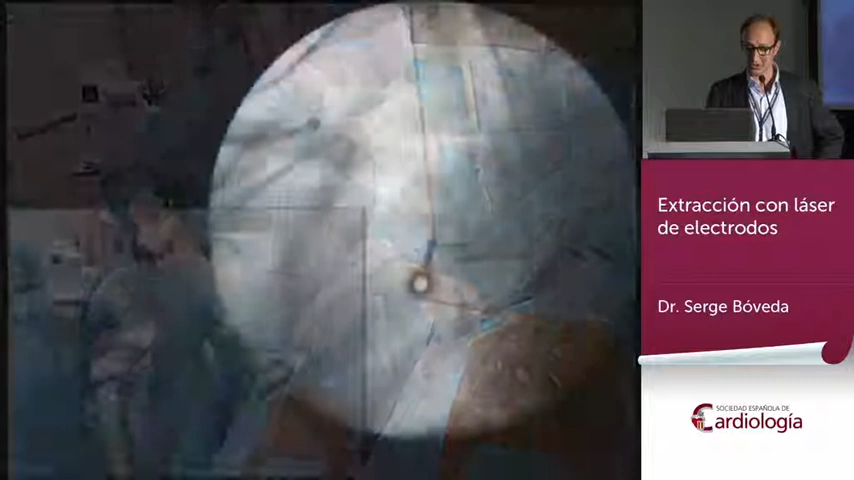 Extracción con láser
de electrodos
Dr. Serge Bóveda
SOCIEDAD ESPAÑOLA DE
Cardiología